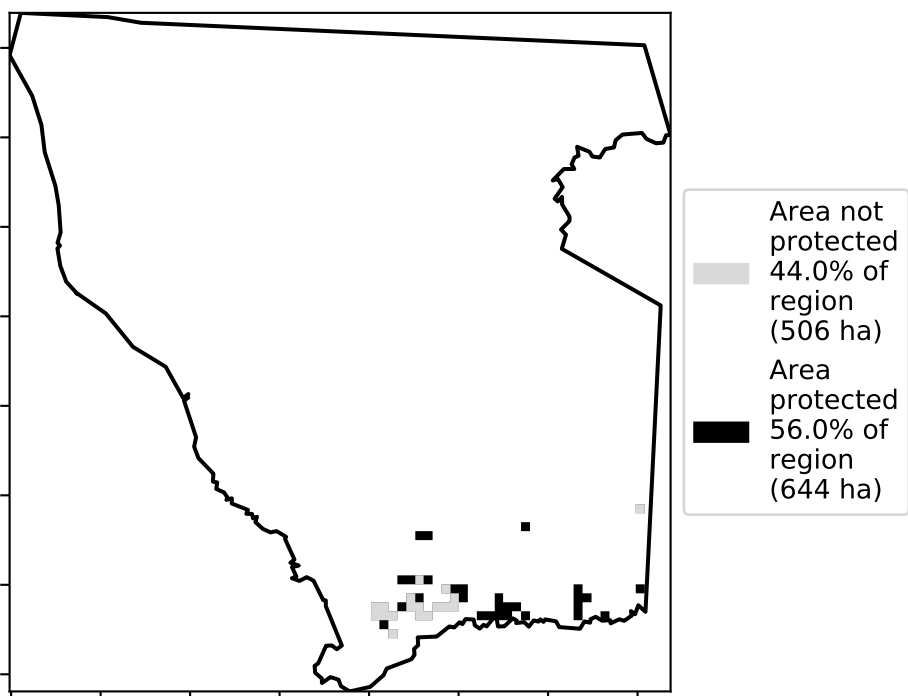 Area not
protected
44.0% of
region
(506 ha)
Area
protected
56.0% of
region
(644 ha)